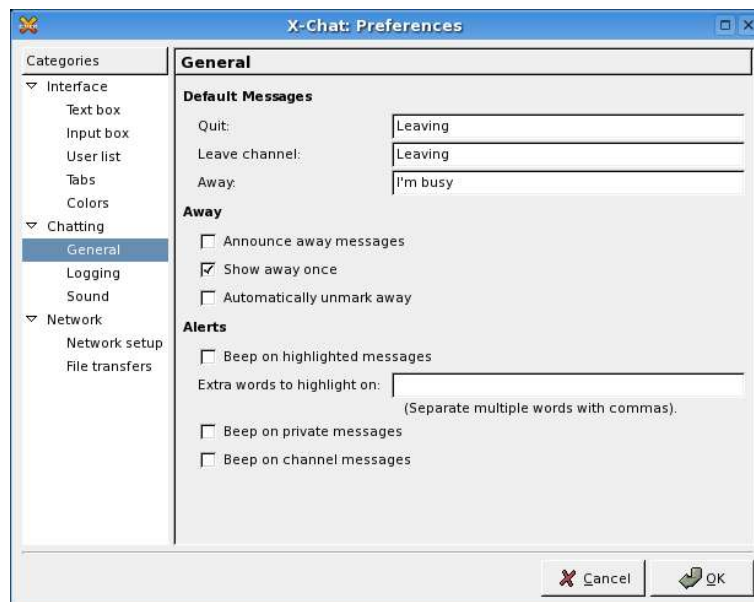 X-Chat: Preferences
Categories
Interface
Text box
Input box
User list
Tabs
Colors
Chatting
General
Logging
Sound
Network
Network setup
File transfers
General
Default Messages
Quit: Leaving
Leave channel: Leaving
Away: I'm busy
Away
Announce away messages
Show away once
Automatically unmark away
Alerts
Beep on highlighted messages
Extra words to highlight on:
(Separate multiple words with commas).
Beep on private messages
Beep on channel messages
Cancel OK